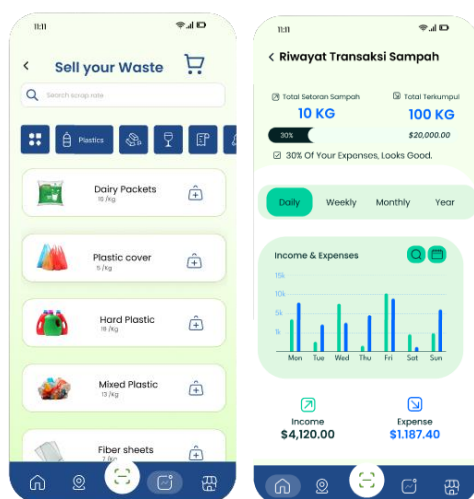 11:11
Sell your Waste
Search scrap rate
Plastics
Dairy Packets
10 /Kg
Plastic cover
5 /Kg
Hard Plastic
18 /Kg
Mixed Plastic
13 /Kg
Fiber sheets
11:11
Riwayat Transaksi Sampah
Total Setoran Sampah
10 KG
Total Terkumpul
100 KG
30%
$20,000.00
30% Of Your Expenses, Looks Good.
Daily
Weekly
Monthly
Year
Income & Expenses
15k
10k
5k
1k
Mon Tue Wed Thu Fri Sat Sun
Income
$4,120.00
Expense
$1.187.40